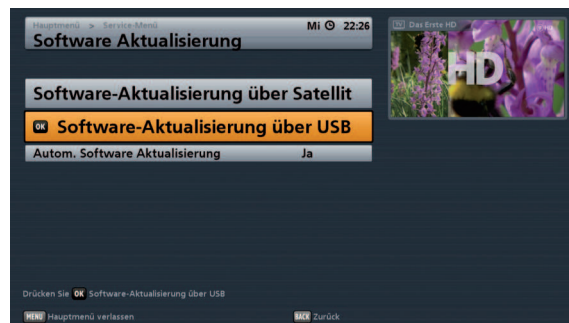 Hauptmenü > Service-Menü
Software Aktualisierung
Mi 22:26
TV Das Erste HD
HD
Software-Aktualisierung über Satellit
OK Software-Aktualisierung über USB
Autom. Software Aktualisierung Ja
Drücken Sie OK Software-Aktualisierung über USB
MENU Hauptmenü verlassen
BACK Zurück